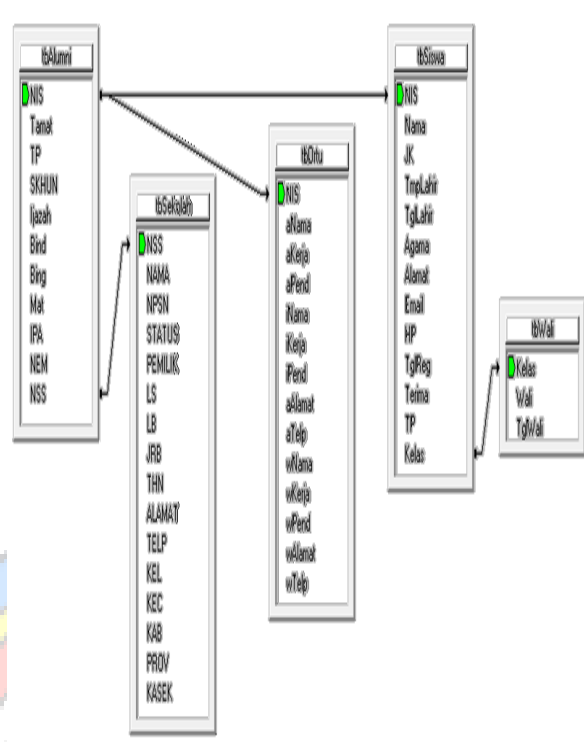 tbAlumni
NIS
Tamat
TP
SKHUN
Ijazah
Bind
Bing
Mat
IPA
NEM
NSS
tbSekolah
NSS
NAMA
NPSN
STATUS
PEMILIK
LS
LB
JRB
THN
ALAMAT
TELP
KEL
KEC
KAB
PROV
KASEK
tbOrtu
NIS
aNama
aKerja
aPend
iNama
iKerja
iPend
aAlamat
aTelp
wNama
wKerja
wPend
wAlamat
wTelp
tbSiswa
NIS
Nama
JK
TmpLahir
TglLahir
Agama
Alamat
Email
HP
TglReg
Terima
TP
Kelas
tbWali
Kelas
Wali
TglWali